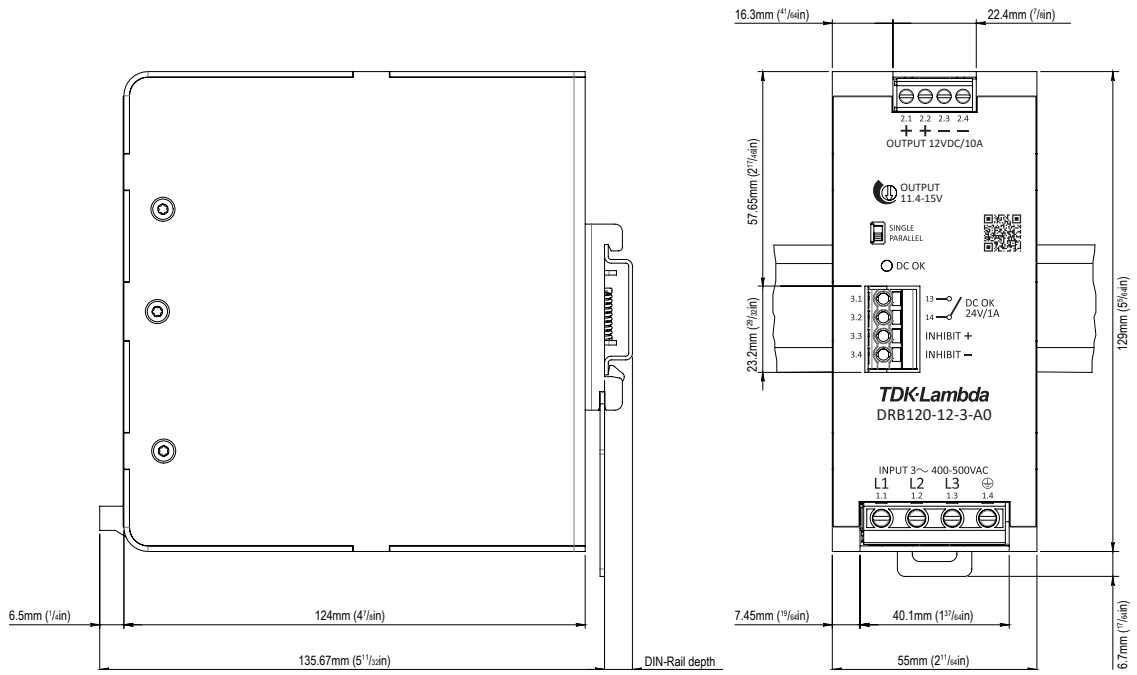 16.3mm (41/64in)
22.4mm (7/8in)
2.1 2.2 2.3 2.4
+ + – –
OUTPUT 12VDC/10A
OUTPUT
11.4-15V
SINGLE
PARALLEL
DC OK
3.1
3.2
3.3
3.4
13
14
DC OK
24V/1A
INHIBIT +
INHIBIT –
TDK·Lambda
DRB120-12-3-A0
INPUT 3～ 400-500VAC
L1 L2 L3
1.1 1.2 1.3 1.4
57.65mm (217/46in)
23.2mm (29/32in)
129mm (55/64in)
6.7mm (17/64in)
6.5mm (1/4in)
124mm (47/8in)
135.67mm (511/32in)
DIN-Rail depth
7.45mm (19/64in)
40.1mm (137/64in)
55mm (211/64in)